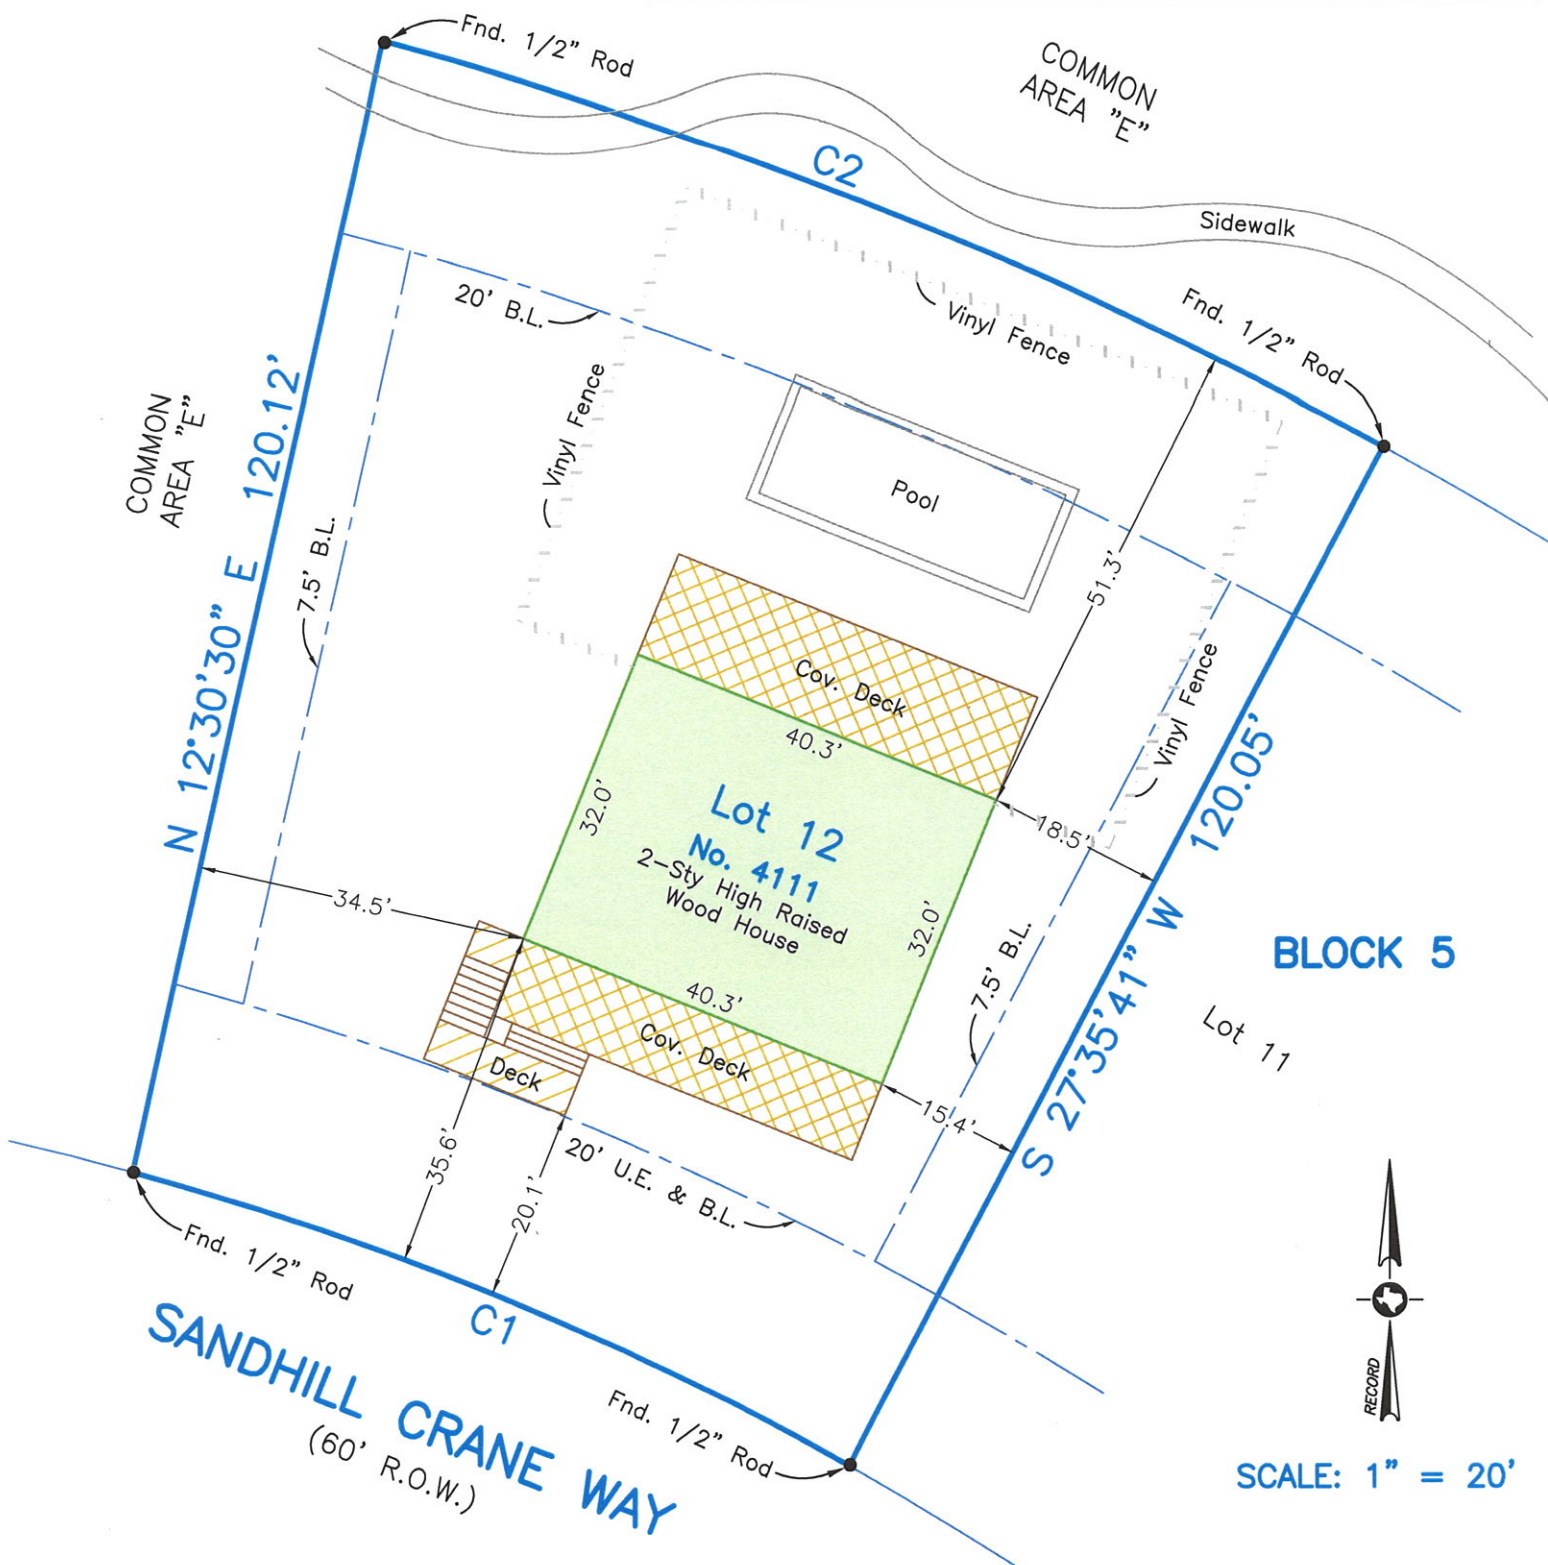 Fnd. 1/2" Rod
COMMON
AREA "E"
C2
Sidewalk
Fnd. 1/2" Rod
20' B.L.
Vinyl Fence
Vinyl Fence
120.12'
COMMON
AREA "E"
Pool
51.3'
7.5' B.L.
N 12°30'30" E
Cov. Deck
40.3'
Vinyl Fence
120.05'
32.0'
Lot 12
No. 4111
2-Sty High Raised
Wood House
18.5'
34.5'
32.0'
7.5' B.L.
S 27°35'41" W
BLOCK 5
Lot 11
40.3'
Cov. Deck
Deck
15.4'
35.6'
20.1'
20' U.E. & B.L.
Fnd. 1/2" Rod
C1
SANDHILL CRANE WAY
(60' R.O.W.)
Fnd. 1/2" Rod
RECORD
SCALE: 1" = 20'